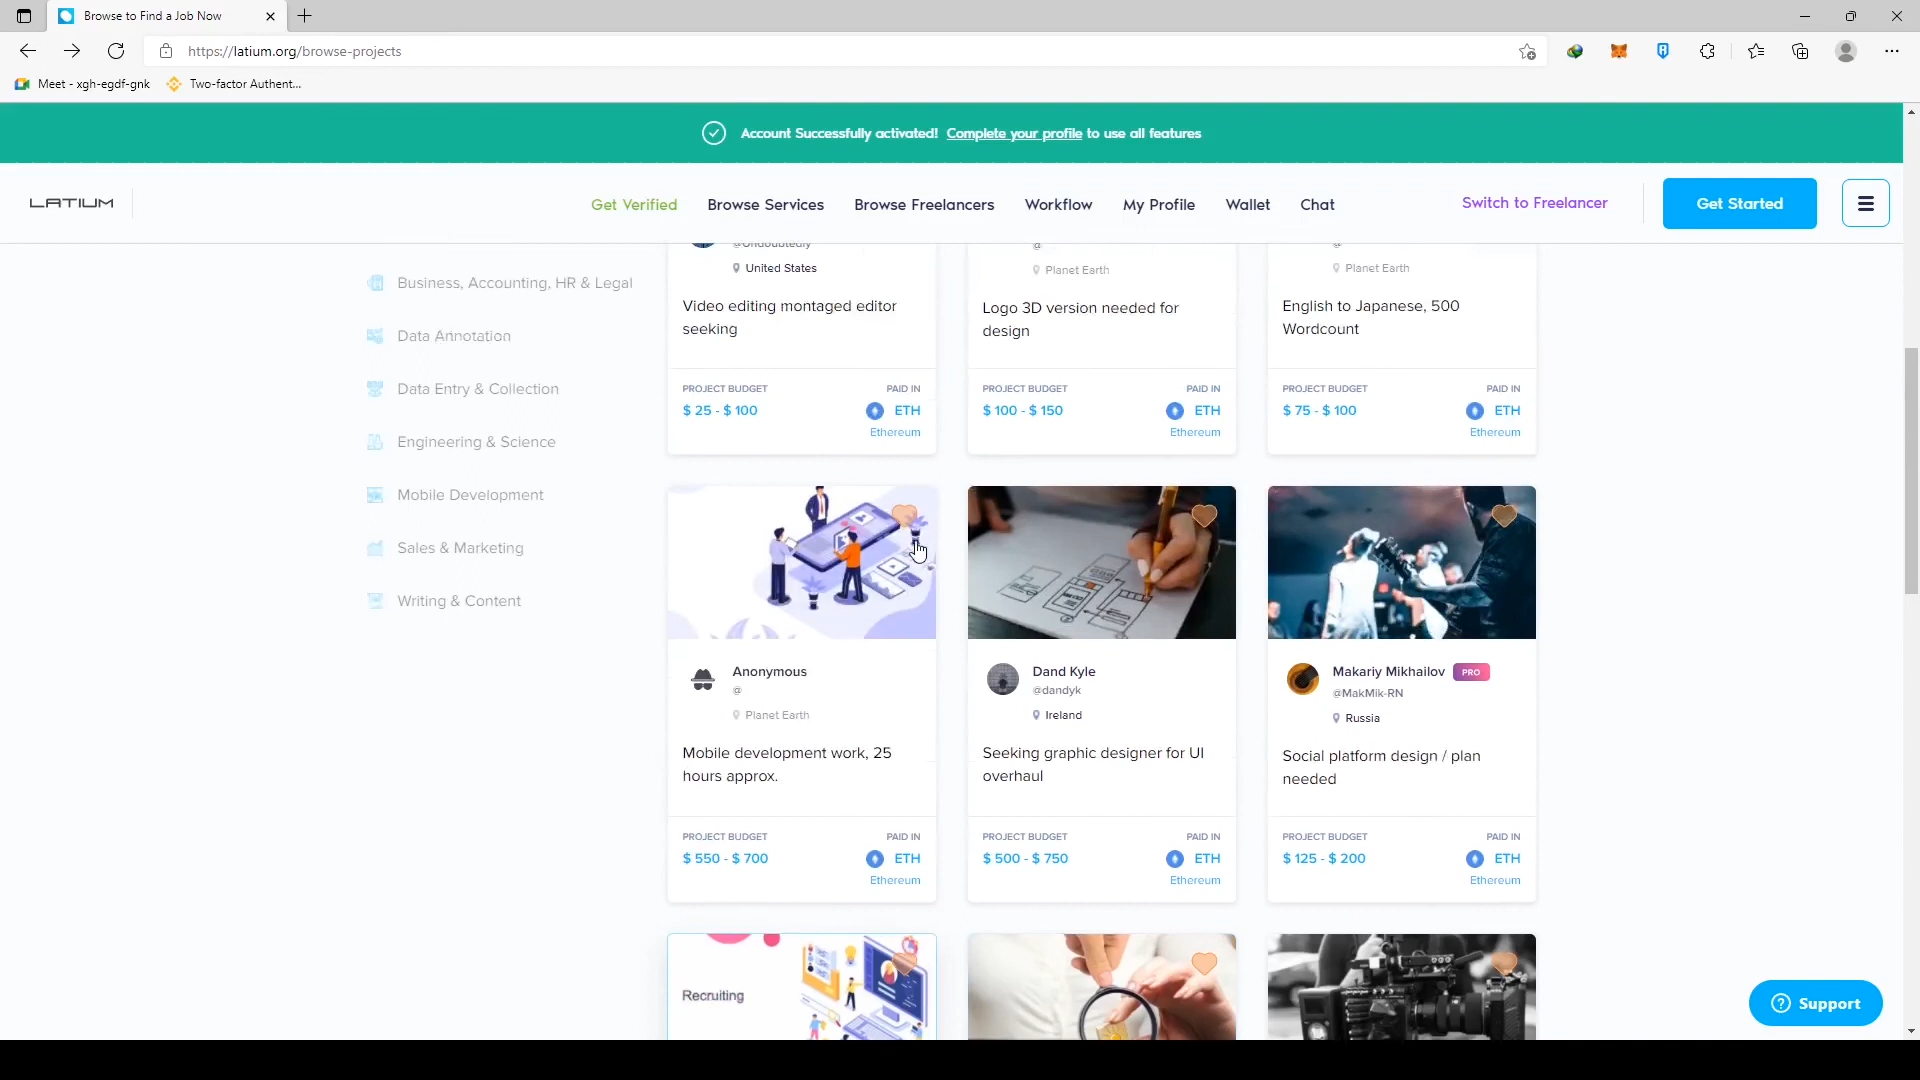 Browse to Find a Job Now
https://latium.org/browse-projects
Meet - xgh-egdf-gnk
Two-factor Authent...
Account Successfully activated! Complete your profile to use all features
LATIUM
Get Verified
Browse Services
Browse Freelancers
Workflow
My Profile
Wallet
Chat
Switch to Freelancer
Get Started
Business, Accounting, HR & Legal
Data Annotation
Data Entry & Collection
Engineering & Science
Mobile Development
Sales & Marketing
Writing & Content
@Undoubtedly
United States
Video editing montaged editor
seeking
PROJECT BUDGET
PAID IN
$ 25 - $ 100
ETH
Ethereum
@
Planet Earth
Logo 3D version needed for
design
PROJECT BUDGET
PAID IN
$ 100 - $ 150
ETH
Ethereum
@
Planet Earth
English to Japanese, 500
Wordcount
PROJECT BUDGET
PAID IN
$ 75 - $ 100
ETH
Ethereum
Anonymous
@
Planet Earth
Mobile development work, 25
hours approx.
PROJECT BUDGET
PAID IN
$ 550 - $ 700
ETH
Ethereum
Dand Kyle
@dandyk
Ireland
Seeking graphic designer for UI
overhaul
PROJECT BUDGET
PAID IN
$ 500 - $ 750
ETH
Ethereum
Makariy Mikhailov PRO
@MakMik-RN
Russia
Social platform design / plan
needed
PROJECT BUDGET
PAID IN
$ 125 - $ 200
ETH
Ethereum
Recruiting
Support